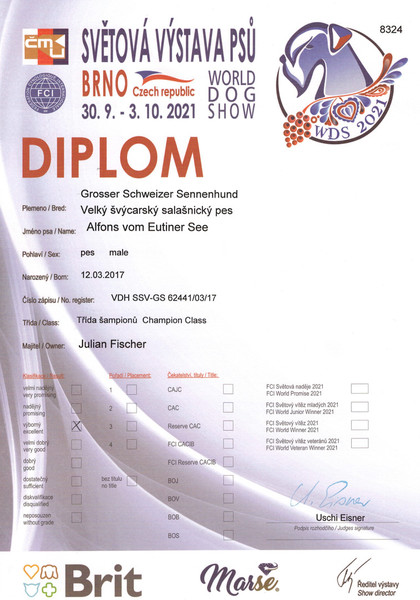 8324
ČMKU
FCI
SVĚTOVÁ VÝSTAVA PSŮ
BRNO Czech republic WORLD DOG SHOW
30. 9. - 3. 10. 2021
WDS 2021
DIPLOM
Grosser Schweizer Sennenhund
Plemeno / Bred: Velký švýcarský salašnický pes
Jméno psa / Name: Alfons vom Eutiner See
Pohlaví / Sex: pes male
Narozený / Born: 12.03.2017
Číslo zápisu / No. register: VDH SSV-GS 62441/03/17
Třída / Class: Třída šampionů Champion Class
Majitel / Owner: Julian Fischer
Klasifikace / Result: Pořadí / Placement: Čekatelství, tituly / Title:
velmi nadějný
very promising
1
CAJC
FCI Světová naděje 2021
FCI World Promise 2021
nadějný
promising
2
CAC
FCI Světový vítěz mladých 2021
FCI World Junior Winner 2021
výborný
excellent
X
3
Reserve CAC
FCI Světový vítěz 2021
FCI World Winner 2021
velmi dobrý
very good
4
FCI CACIB
FCI Světový vítěz veteránů 2021
FCI World Veteran Winner 2021
dobrý
good
FCI Reserve CACIB
dostatečný
sufficient
bez titulu
no title
BOJ
diskvalifikace
disqualified
BOV
neposouzen
without grade
BOB
BOS
Uschi Eisner
Podpis rozhodčího / Judges signature
Brit
Marse
Ředitel výstavy
Show director